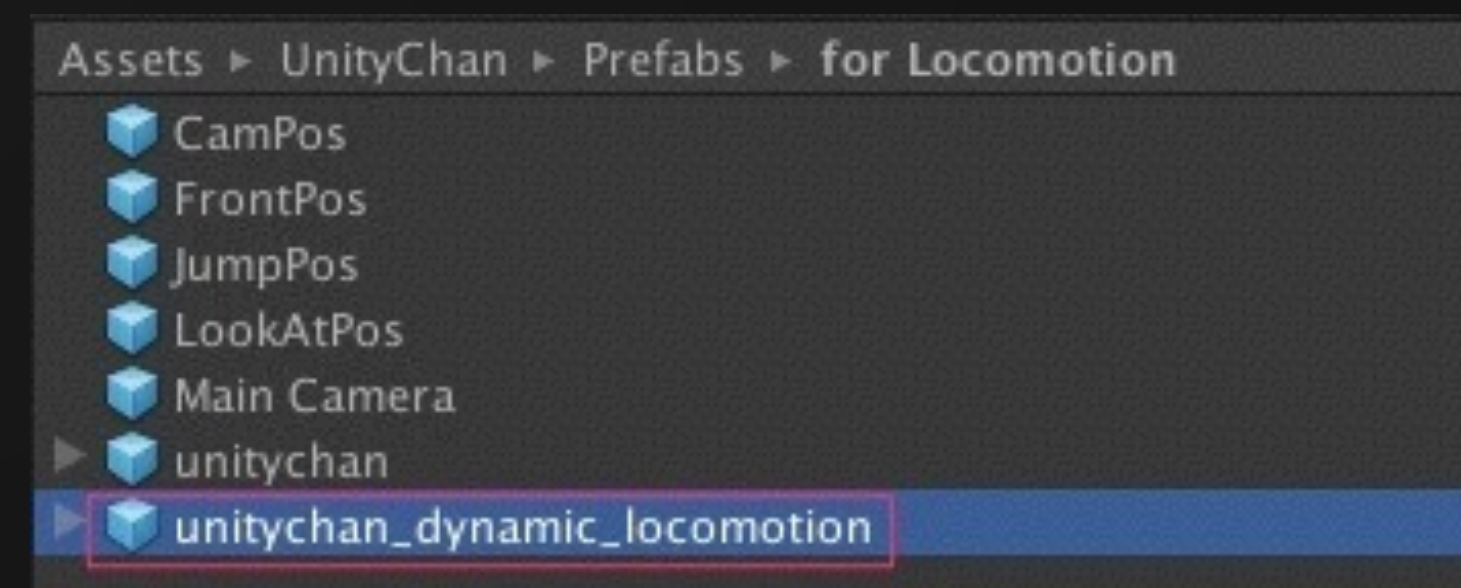 Assets ▸ UnityChan ▸ Prefabs ▸ for Locomotion
CamPos
FrontPos
JumpPos
LookAtPos
Main Camera
unitychan
unitychan_dynamic_locomotion